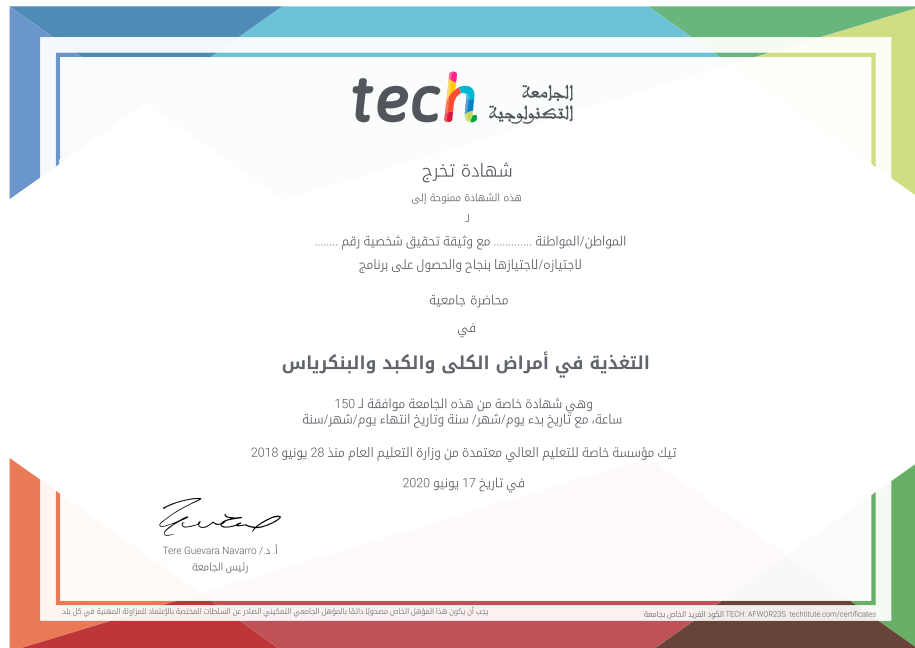 tech الجامعة
التكنولوجية
شهادة تخرج
هذه الشهادة ممنوحة إلى
لـ
المواطن/المواطنة ............. مع وثيقة تحقيق شخصية رقم ........
لاجتيازه/لاجتيازها بنجاح والحصول على برنامج
محاضرة جامعية
في
التغذية في أمراض الكلى والكبد والبنكرياس
وهي شهادة خاصة من هذه الجامعة موافقة لـ 150
ساعة، مع تاريخ بدء يوم/شهر/ سنة وتاريخ انتهاء يوم/شهر/سنة
تيك مؤسسة خاصة للتعليم العالي معتمدة من وزارة التعليم العام منذ 28 يونيو 2018
في تاريخ 17 يونيو 2020
أ.د./ Tere Guevara Navarro
رئيس الجامعة
يجب أن يكون هذا المؤهل الخاص مصحوبًا دائمًا بالمؤهل الجامعي التمكيني الصادر عن السلطات المختصة بالإعتماد للمزاولة المهنية في كل بلد.
الكود الفريد الخاص بجامعة TECH: AFWOR23S techtitute.com/certificates